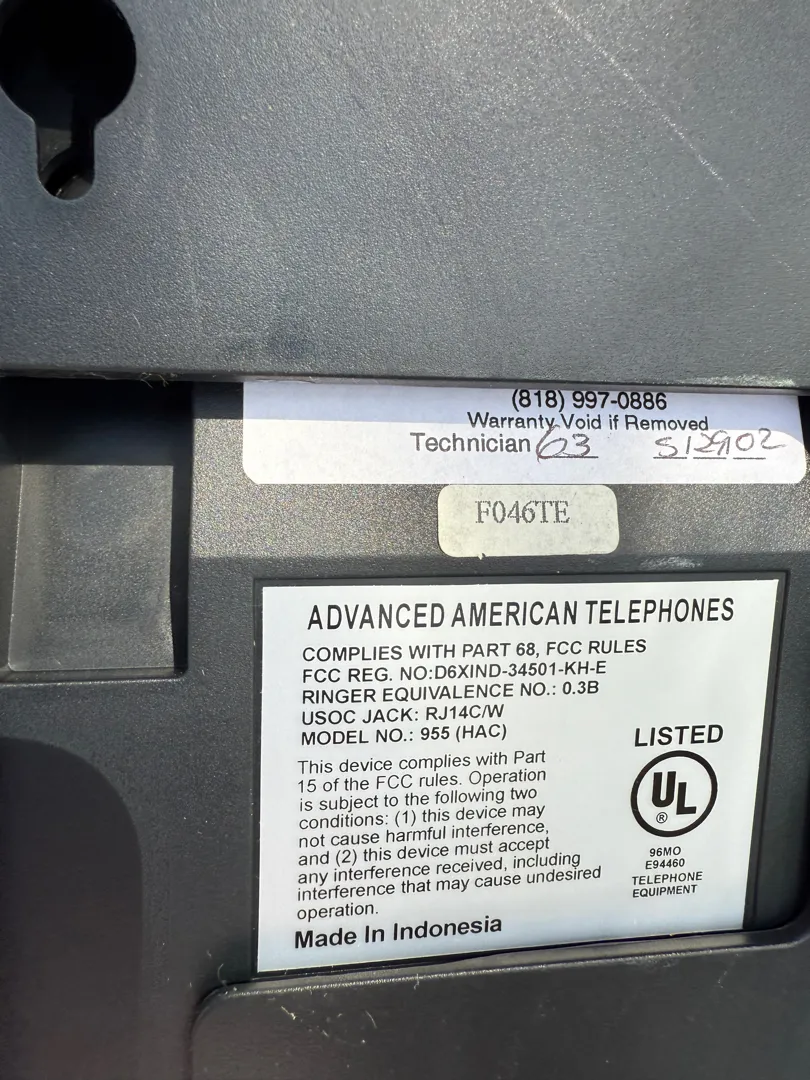 (818) 997-0886
Warranty Void if Removed
Technician 63
F046TE
ADVANCED AMERICAN TELEPHONES
COMPLIES WITH PART 68, FCC RULES
FCC REG. NO:D6XIND-34501-KH-E
RINGER EQUIVALENCE NO.: 0.3B
USOC JACK: RJ14C/W
MODEL NO.: 955 (HAC)
This device complies with Part
15 of the FCC rules. Operation
is subject to the following two
conditions: (1) this device may
not cause harmful interference,
and (2) this device must accept
any interference received, including
interference that may cause undesired
operation.
Made In Indonesia
LISTED
UL
®
96MO
E94460
TELEPHONE
EQUIPMENT